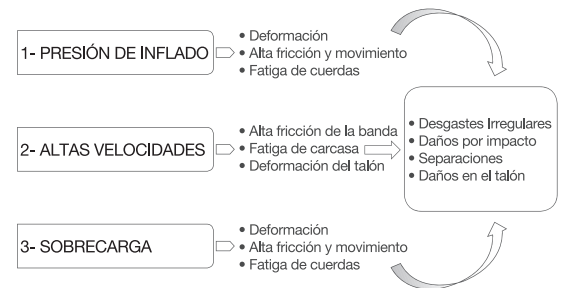 1- PRESIÓN DE INFLADO
• Deformación
• Alta fricción y movimiento
• Fatiga de cuerdas
2- ALTAS VELOCIDADES
• Alta fricción de la banda
• Fatiga de carcasa
• Deformación del talón
3- SOBRECARGA
• Deformación
• Alta fricción y movimiento
• Fatiga de cuerdas
• Desgastes Irregulares
• Daños por impacto
• Separaciones
• Daños en el talón